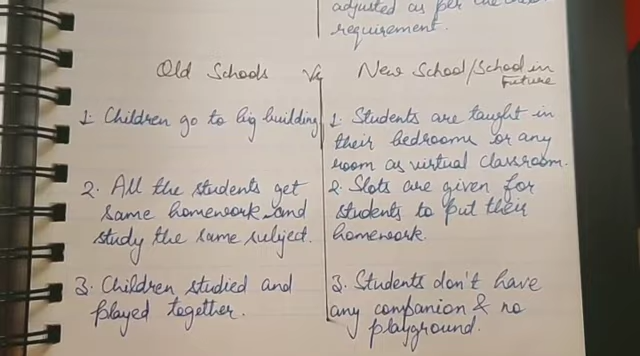 adjusted as per the
requirement.
Old Schools Vs New School/School in
Future
1. Children go to big building
1. Students are taught in
their bedrooms or any
room as virtual classroom.
2. All the students get
same homework and
study the same subject.
2. Slots are given for
students to put their
homework.
3. Children studied and
played together.
3. Students don't have
any companion & no
playground.